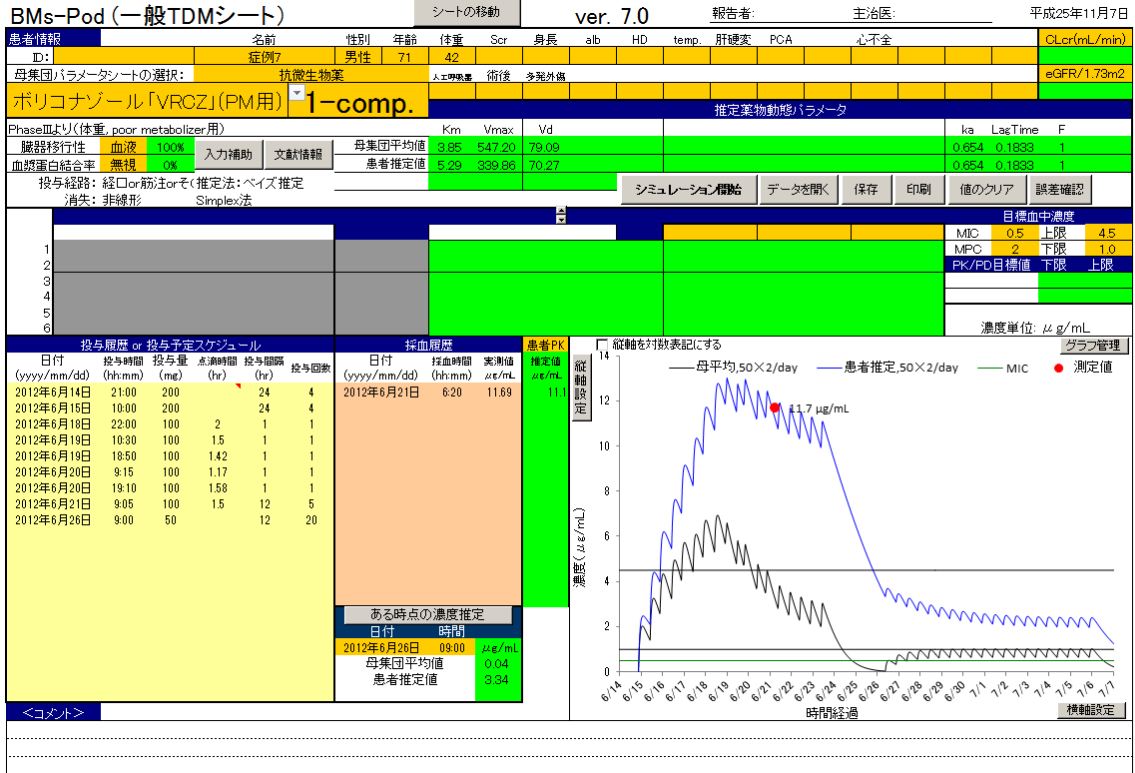 BMs-Pod (一般TDMシート) シートの移動 ver. 7.0 報告者: 主治医: 平成25年11月7日
患者情報 名前 性別 年齢 体重 Scr 身長 alb HD temp. 肝硬変 PCA 心不全 CLcr(mL/min)
ID: 症例7 男性 71 42
母集団パラメータシートの選択: 抗微生物薬 人工呼吸器 術後 多発外傷 eGFR/1.73m2
ボリコナゾール「VRCZ」(PM用) 1-comp.
推定薬物動態パラメータ
PhaseⅢより(体重, poor metabolizer用) Km Vmax Vd ka LagTime F
臓器移行性 血液 100% 入力補助 文献情報 母集団平均値 3.85 547.20 79.09 0.654 0.1833 1
血漿蛋白結合率 無視 0% 患者推定値 5.29 339.86 70.27 0.654 0.1833 1
投与経路: 経口or筋注orそ(推定法:ベイズ推定 シミュレーション開始 データを開く 保存 印刷 値のクリア 誤差確認
消失: 非線形 Simplex法
目標血中濃度
MIC 0.5 上限 4.5
1 MPC 2 下限 1.0
2 PK/PD目標値 下限 上限
3
4
5
6 濃度単位: μg/mL
投与履歴 or 投与予定スケジュール 採血履歴 患者PK 縦軸を対数表記にする グラフ管理
日付 投与時間 投与量 点滴時間 投与間隔 投与回数 日付 採血時間 実測値 推定値
(yyyy/mm/dd) (hh:mm) (mg) (hr) (hr) (yyyy/mm/dd) (hh:mm) μg/mL μg/mL
2012年6月14日 21:00 200 24 4 2012年6月21日 6:20 11.69 11.1
2012年6月15日 10:00 200 24 4
2012年6月18日 22:00 100 2 1 1
2012年6月19日 10:30 100 1.5 1 1
2012年6月19日 18:50 100 1.42 1 1
2012年6月20日 9:15 100 1.17 1 1
2012年6月20日 19:10 100 1.58 1 1
2012年6月21日 9:05 100 1.5 12 5
2012年6月26日 9:00 50 12 20
ある時点の濃度推定
日付 時間
2012年6月26日 09:00 μg/mL
母集団平均値 0.04
患者推定値 3.34
縦軸設定
母平均,50×2/day 患者推定,50×2/day MIC 測定値
11.7 μg/mL
濃度(μg/mL)
14
12
10
8
6
4
2
0
6/14 6/15 6/16 6/17 6/18 6/19 6/20 6/21 6/22 6/23 6/24 6/25 6/26 6/27 6/28 6/29 6/30 7/1 7/2 7/3 7/4 7/5 7/6 7/7
時間経過
横軸設定
<コメント>